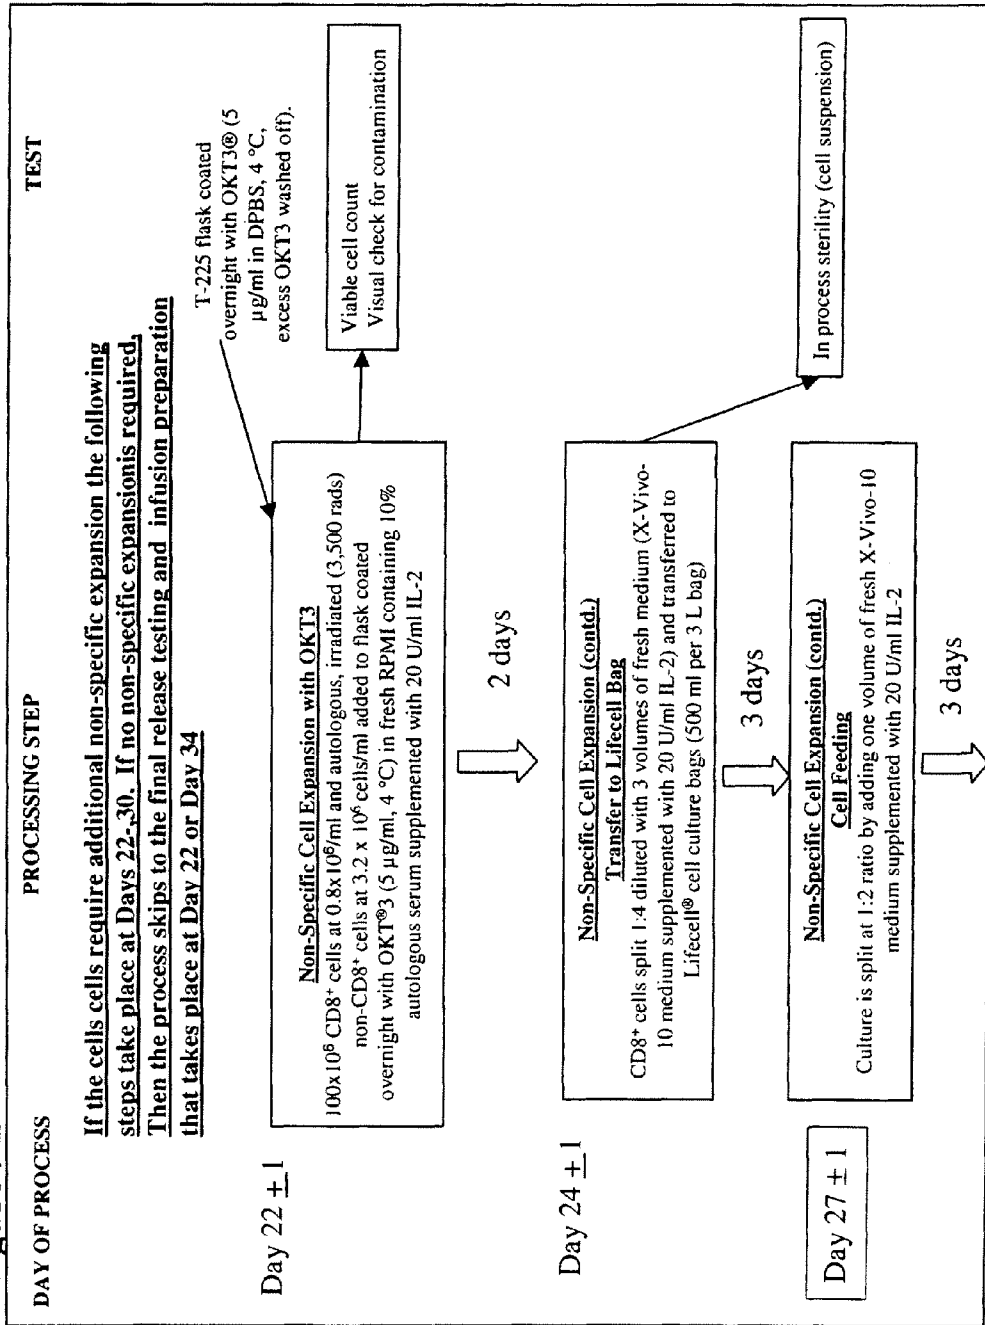 DAY OF PROCESS
PROCESSING STEP
TEST
If the cells cells require additional non-specific expansion the following
steps take place at Days 22-,30. If no non-specific expansionis required,
Then the process skips to the final release testing and infusion preparation
that takes place at Day 22 or Day 34
T-225 flask coated
overnight with OKT3® (5
µg/ml in DPBS, 4 °C,
excess OKT3 washed off).
Day 22 ± 1
Non-Specific Cell Expansion with OKT3
100x10⁶ CD8⁺ cells at 0.8x10⁶/ml and autologous, irradiated (3,500 rads)
non-CD8⁺ cells at 3.2 x 10⁶ cells/ml added to flask coated
overnight with OKT®3 (5 µg/ml, 4 °C) in fresh RPMI containing 10%
autologous serum supplemented with 20 U/ml IL-2
Viable cell count
Visual check for contamination
2 days
Day 24 ± 1
Non-Specific Cell Expansion (contd.)
Transfer to Lifecell Bag
CD8⁺ cells split 1:4 diluted with 3 volumes of fresh medium (X-Vivo-
10 medium supplemented with 20 U/ml IL-2) and transferred to
Lifecell® cell culture bags (500 ml per 3 L bag)
In process sterility (cell suspension)
3 days
Day 27 ± 1
Non-Specific Cell Expansion (contd.)
Cell Feeding
Culture is split at 1:2 ratio by adding one volume of fresh X-Vivo-10
medium supplemented with 20 U/ml IL-2
3 days